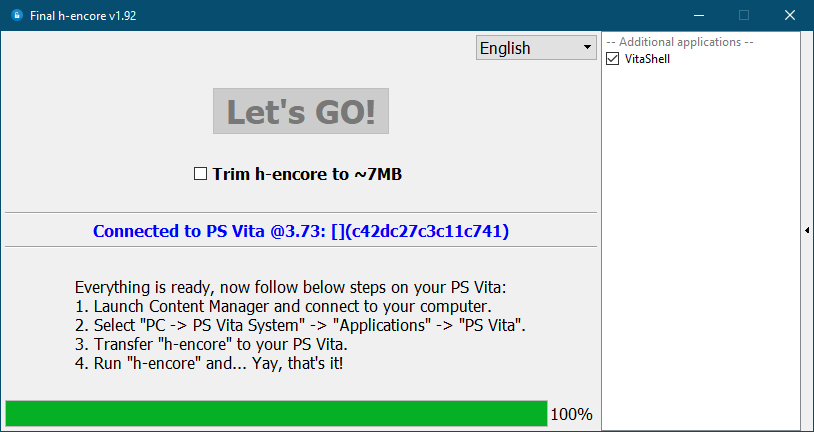 Final h-encore v1.92
English
-- Additional applications --
VitaShell
Let's GO!
Trim h-encore to ~7MB
Connected to PS Vita @3.73: [](c42dc27c3c11c741)
Everything is ready, now follow below steps on your PS Vita:
1. Launch Content Manager and connect to your computer.
2. Select "PC -> PS Vita System" -> "Applications" -> "PS Vita".
3. Transfer "h-encore" to your PS Vita.
4. Run "h-encore" and... Yay, that's it!
100%